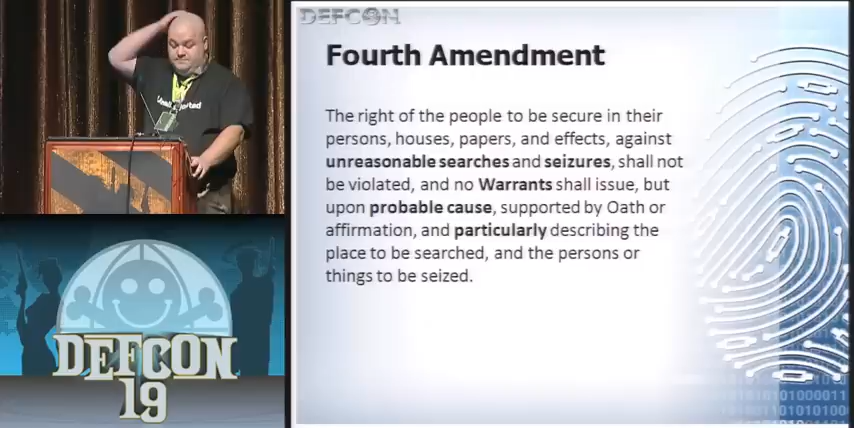 DEFCON
Fourth Amendment
The right of the people to be secure in their
persons, houses, papers, and effects, against
unreasonable searches and seizures, shall not
be violated, and no Warrants shall issue, but
upon probable cause, supported by Oath or
affirmation, and particularly describing the
place to be searched, and the persons or
things to be seized.
DEFCON
19